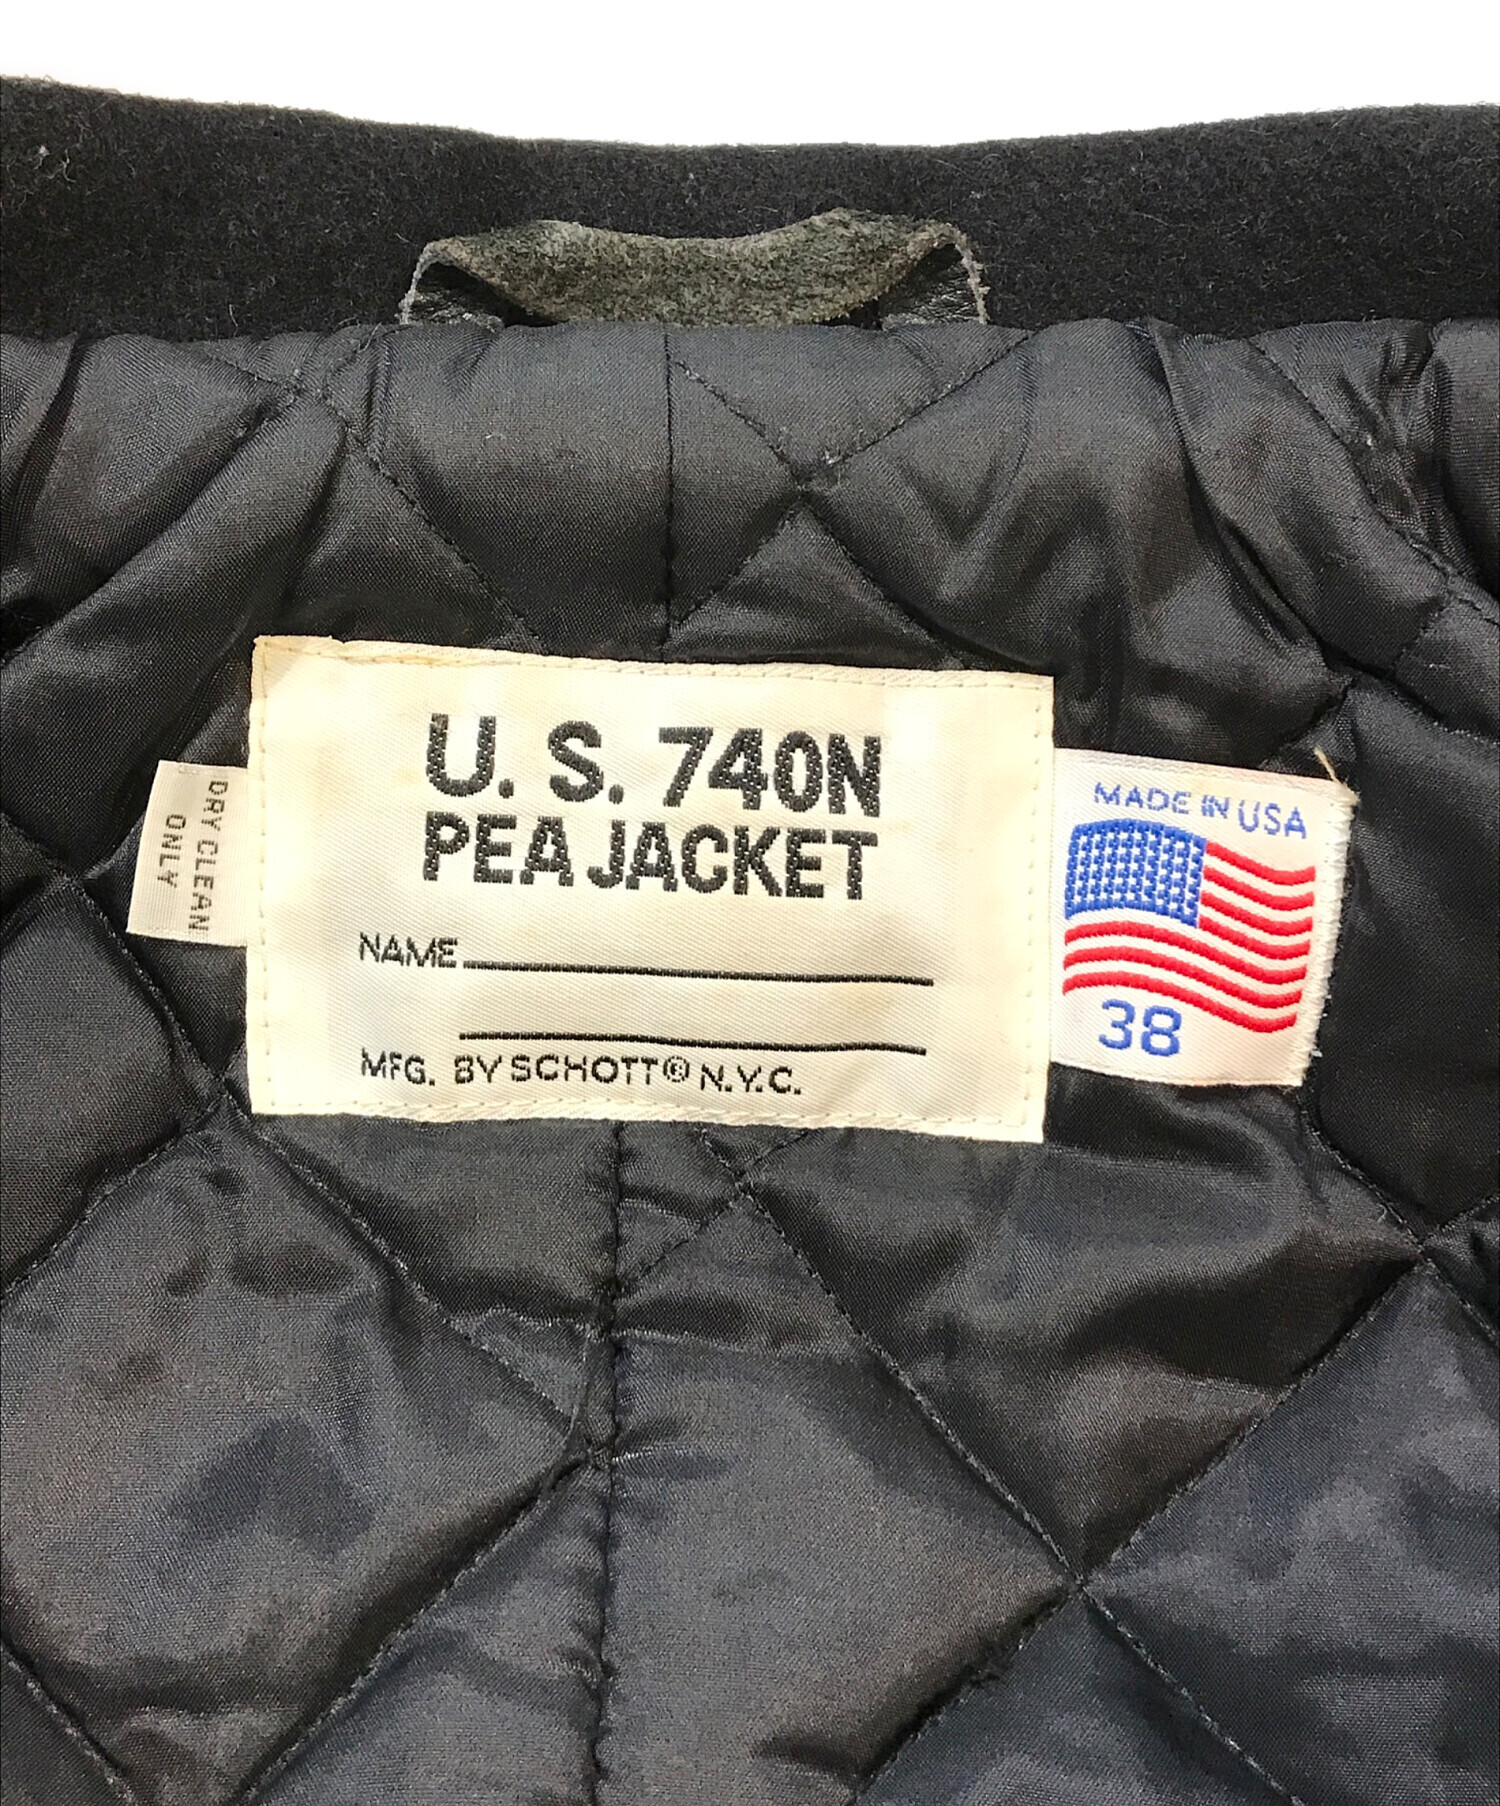 U. S. 740N
PEA JACKET
NAME
MFG. BY SCHOTT® N.Y.C.
DRY CLEAN
ONLY
MADE IN USA
38